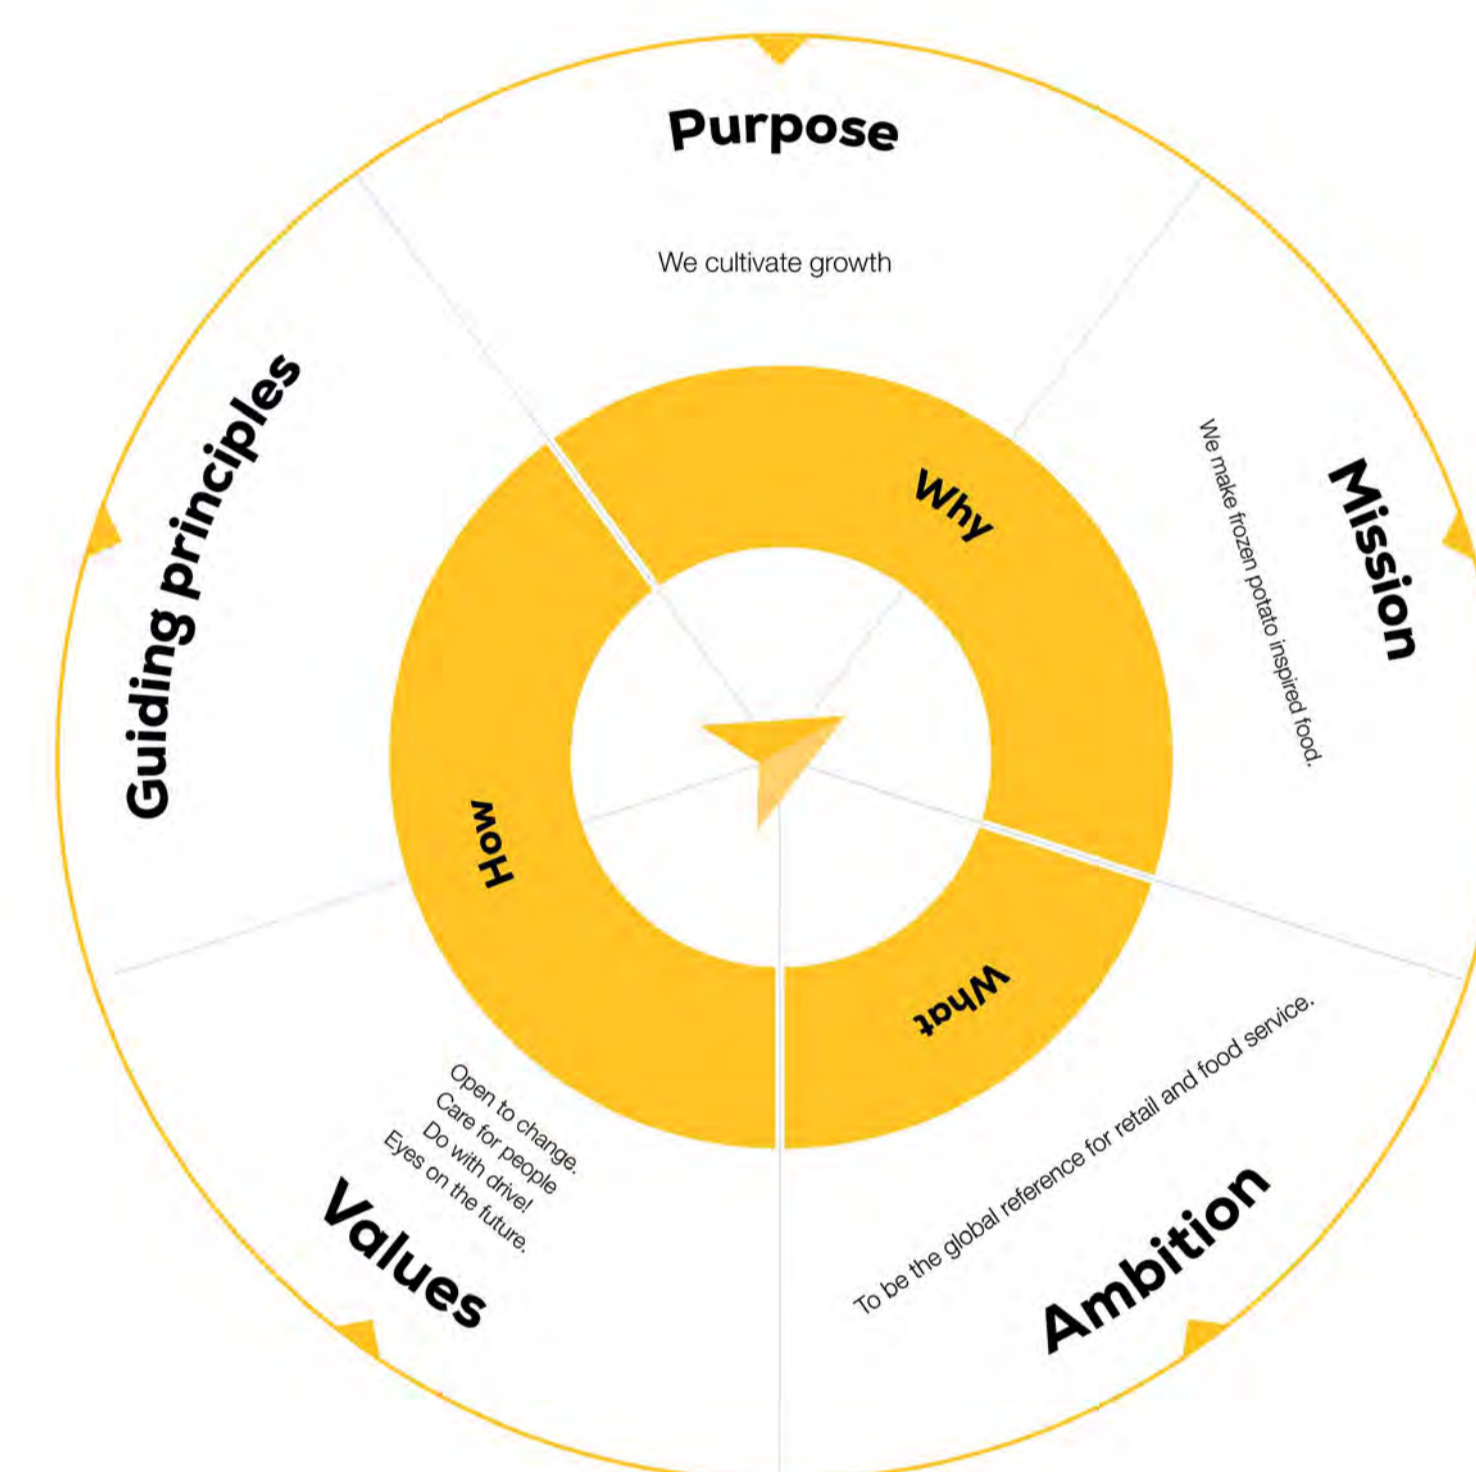 Purpose
We cultivate growth
Mission
We make frozen potato inspired food.
Ambition
To be the global reference for retail and food service.
Values
Open to change.
Care for people
Do with drive!
Eyes on the future.
Guiding principles
Why
What
How